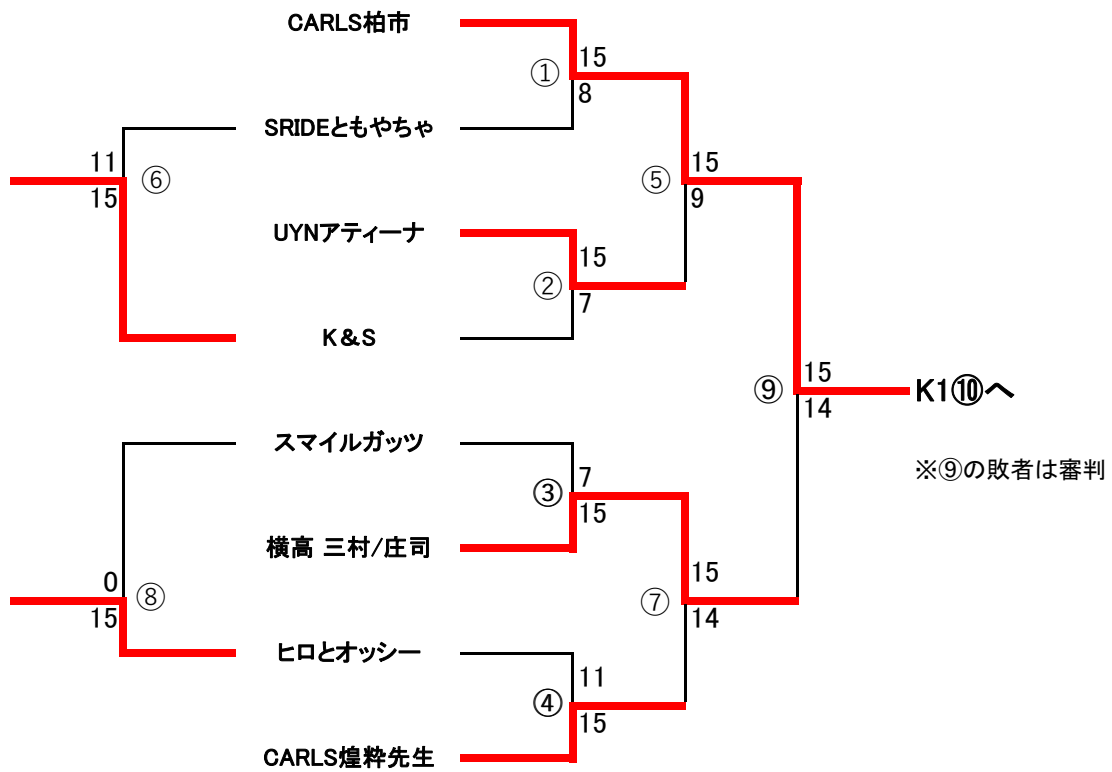 CARLS柏市
15
①
8
SRIDEともやちゃ
11
⑥
15
15
⑤
9
UYNアティーナ
15
②
7
K&S
15
⑨
K1⑩へ
14
スマイルガッツ
※⑨の敗者は審判
7
③
15
横高 三村/庄司
0
⑧
15
15
⑦
14
ヒロとオッシー
11
④
15
CARLS煌粋先生